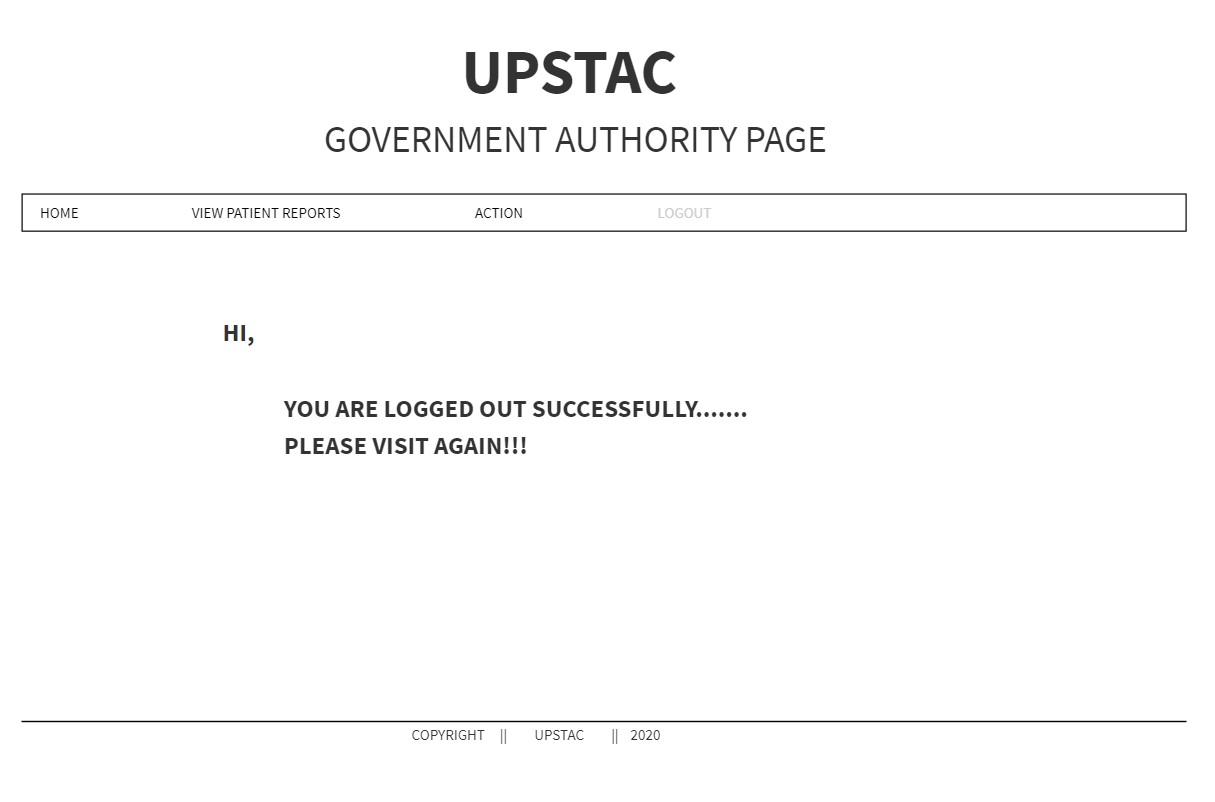 UPSTAC
GOVERNMENT AUTHORITY PAGE
HOME VIEW PATIENT REPORTS ACTION LOGOUT
HI,
YOU ARE LOGGED OUT SUCCESSFULLY.......
PLEASE VISIT AGAIN!!!
COPYRIGHT || UPSTAC || 2020